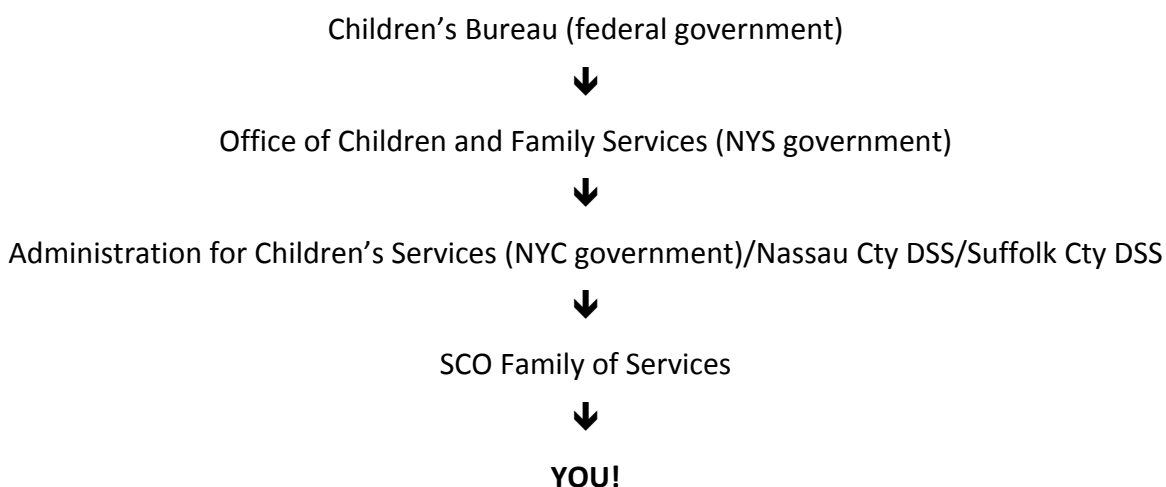 Children’s Bureau (federal government)
🡻
Office of Children and Family Services (NYS government)
🡻
Administration for Children’s Services (NYC government)/Nassau Cty DSS/Suffolk Cty DSS
🡻
SCO Family of Services
🡻
YOU!